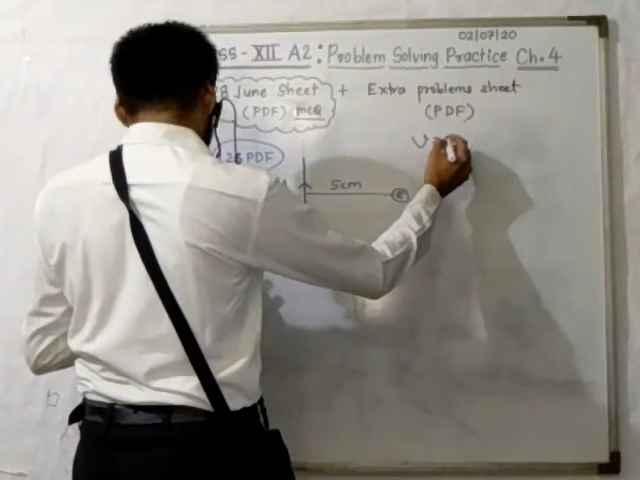 02/07/20
ss - XII A2 : Problem Solving Practice Ch. 4
8 June Sheet + Extra problems sheet
(PDF) MCQ (PDF)
26 PDF
5cm